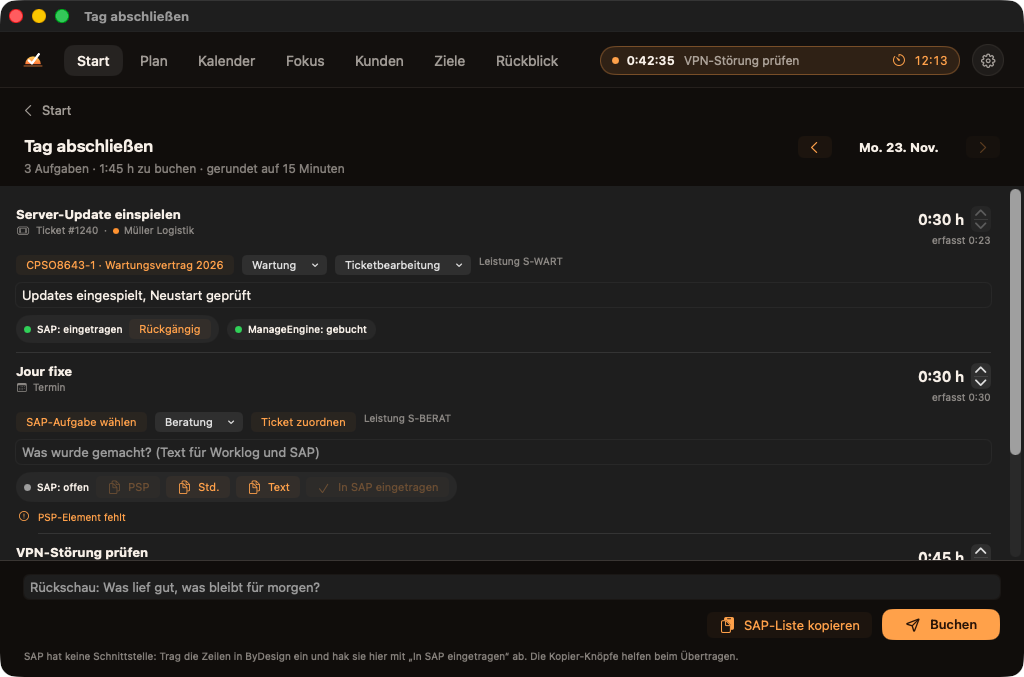 Tag abschließen
Start Plan Kalender Fokus Kunden Ziele Rückblick 0:42:35 VPN-Störung prüfen 12:13
Start
Tag abschließen
Mo. 23. Nov.
3 Aufgaben · 1:45 h zu buchen · gerundet auf 15 Minuten
Server-Update einspielen
0:30 h
Ticket #1240 · Müller Logistik
erfasst 0:23
CPSO8643-1 · Wartungsvertrag 2026 Wartung Ticketbearbeitung Leistung S-WART
Updates eingespielt, Neustart geprüft
SAP: eingetragen Rückgängig ManageEngine: gebucht
Jour fixe
0:30 h
Termin
erfasst 0:30
SAP-Aufgabe wählen Beratung Ticket zuordnen Leistung S-BERAT
Was wurde gemacht? (Text für Worklog und SAP)
SAP: offen PSP Std. Text In SAP eingetragen
PSP-Element fehlt
VPN-Störung prüfen
0:45 h
Rückschau: Was lief gut, was bleibt für morgen?
SAP-Liste kopieren Buchen
SAP hat keine Schnittstelle: Trag die Zeilen in ByDesign ein und hak sie hier mit „In SAP eingetragen“ ab. Die Kopier-Knöpfe helfen beim Übertragen.